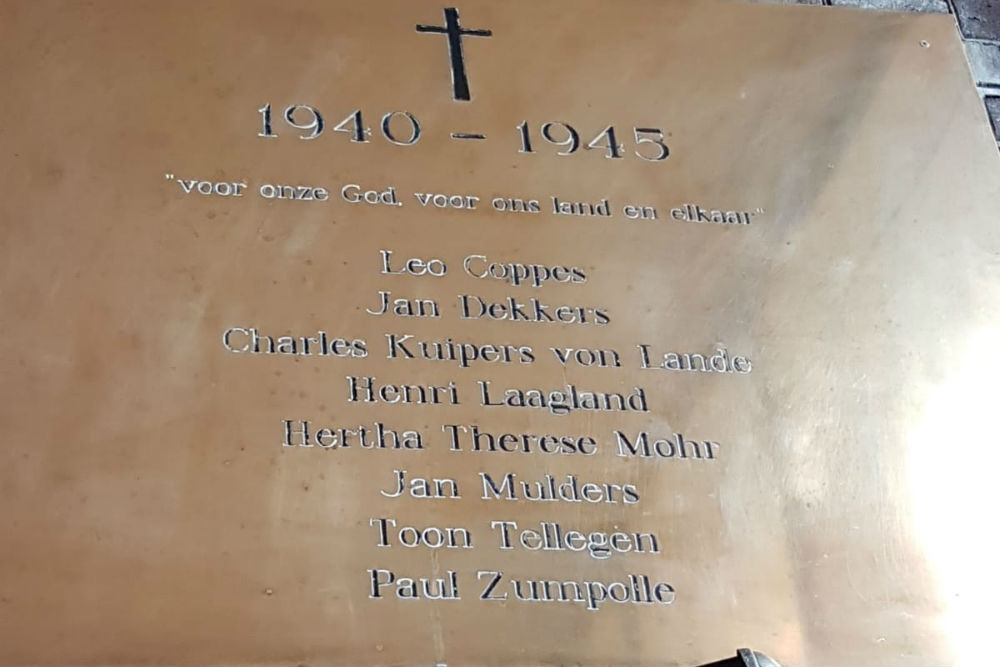 1940 - 1945
"voor onze God, voor ons land en elkaar"
Leo Coppes
Jan Dekkers
Charles Kuipers von Lande
Henri Laagland
Hertha Therese Mohr
Jan Mulders
Toon Tellegen
Paul Zumpolle